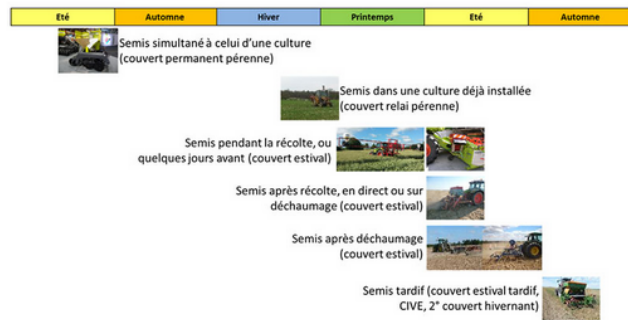 Eté Automne Hiver Printemps Eté Automne
Semis simultané à celui d'une culture
(couvert permanent pérenne)
Semis dans une culture déjà installée
(couvert relai pérenne)
Semis pendant la récolte, ou
quelques jours avant (couvert estival)
Semis après récolte, en direct ou sur
déchaumage (couvert estival)
Semis après déchaumage
(couvert estival)
Semis tardif (couvert estival tardif,
CIVE, 2° couvert hivernant)